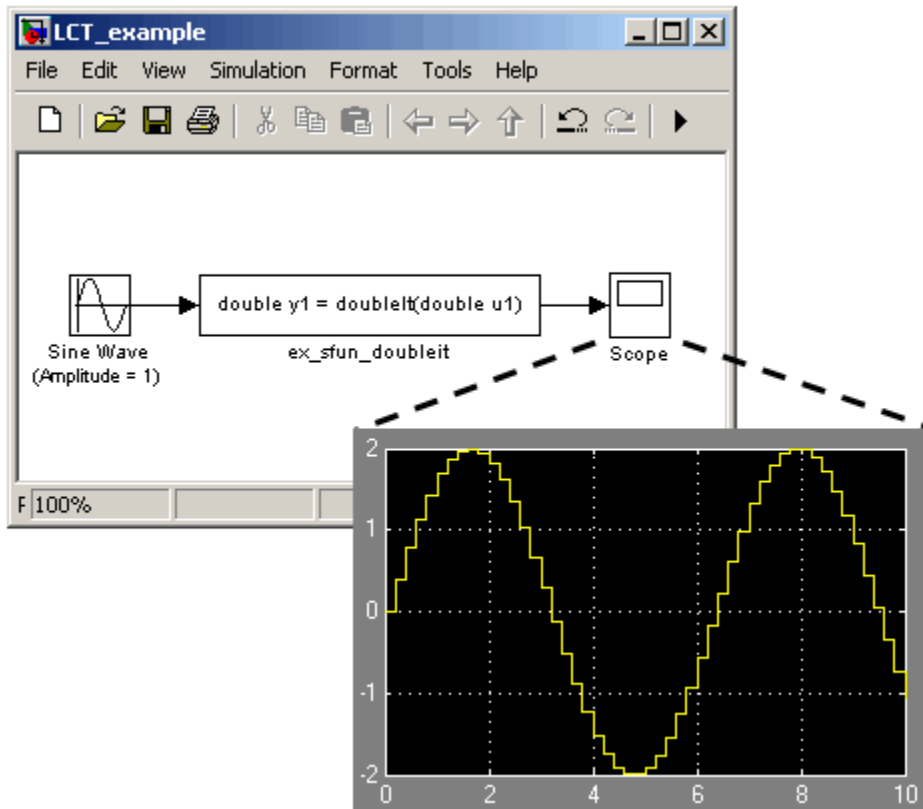 LCT_example
File Edit View Simulation Format Tools Help
double y1 = doubleIt(double u1)
Sine Wave
(Amplitude = 1)
ex_sfun_doubleit
Scope
F 100%
2
1
0
-1
-2
0 2 4 6 8 10